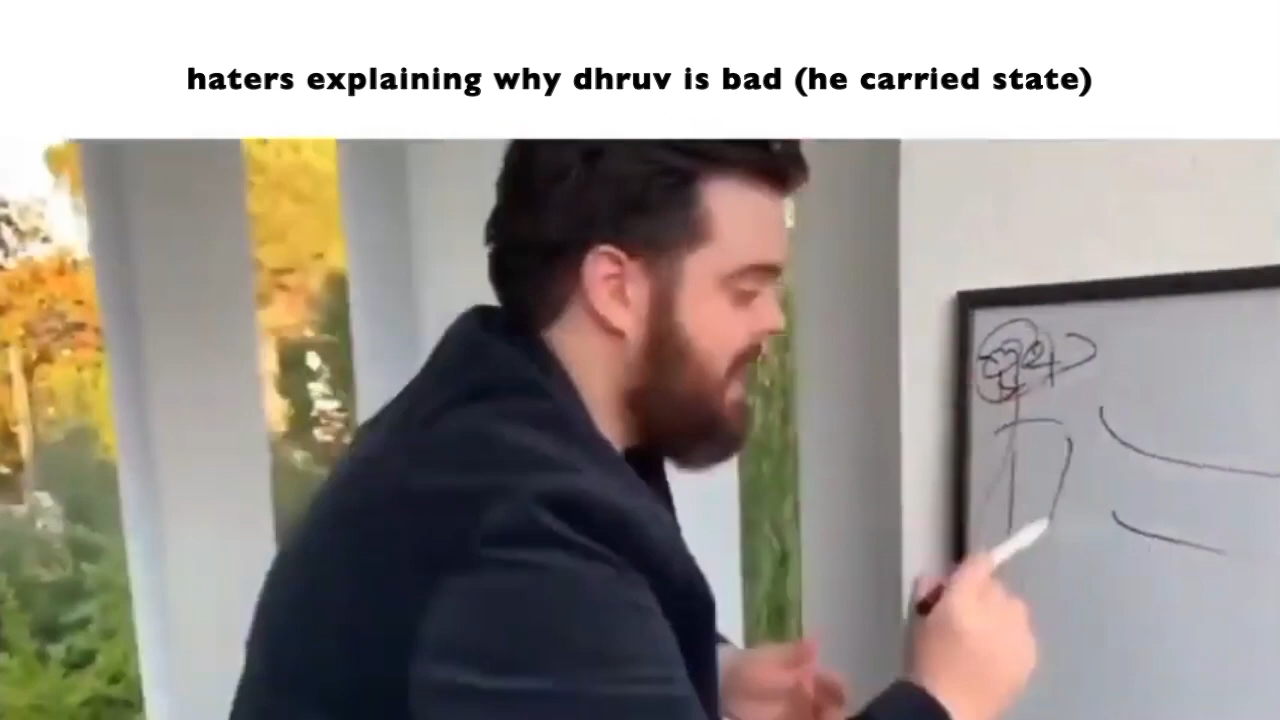 haters explaining why dhruv is bad (he carried state)